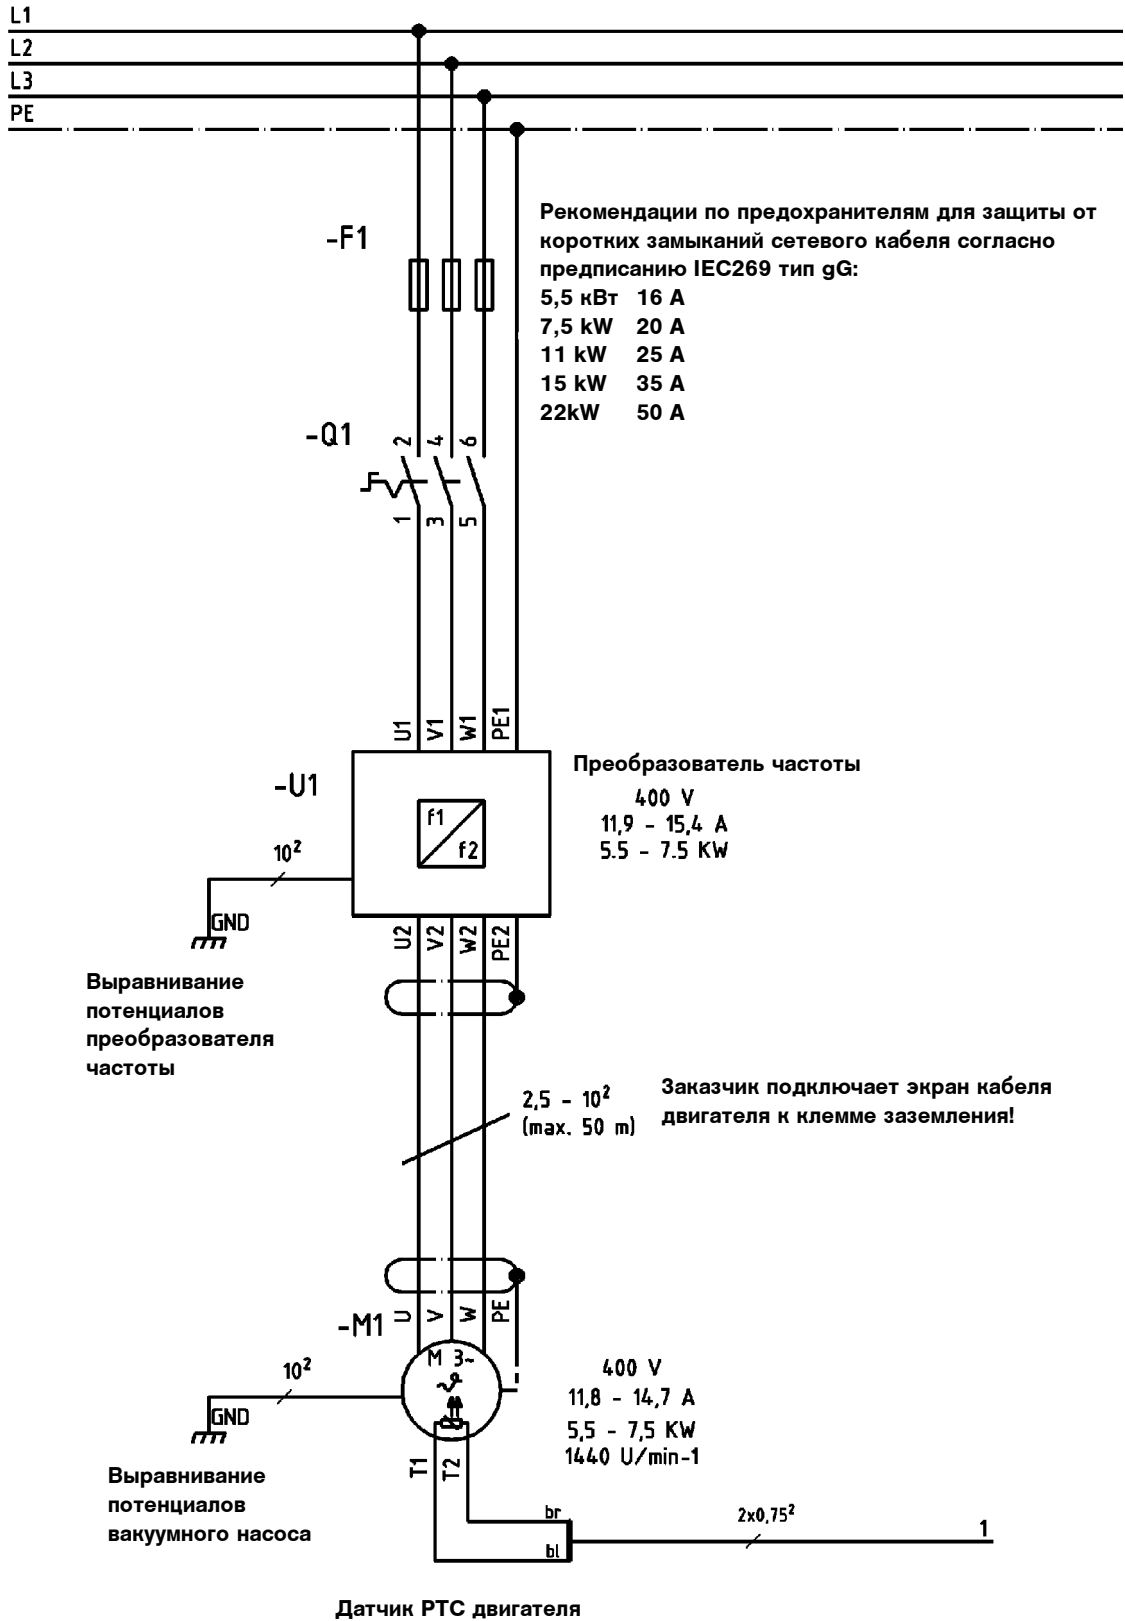 L1
L2
L3
PE
-F1
Рекомендации по предохранителям для защиты от
коротких замыканий сетевого кабеля согласно
предписанию IEC269 тип gG:
5,5 кВт 16 A
7,5 kW 20 A
11 kW 25 A
15 kW 35 A
22kW 50 A
-Q1
2 4 6
1 3 5
U1 V1 W1 PE1
-U1
f1
f2
Преобразователь частоты
400 V
11,9 - 15,4 A
5.5 - 7.5 KW
10²
GND
U2 V2 W2 PE2
Выравнивание
потенциалов
преобразователя
частоты
2,5 - 10²
(max. 50 m)
Заказчик подключает экран кабеля
двигателя к клемме заземления!
-M1
U V W PE
M 3~
10²
GND
400 V
11,8 - 14,7 A
5,5 - 7,5 KW
1440 U/min-1
Выравнивание
потенциалов
вакуумного насоса
T1 T2
br
bl
2x0,75²
1
Датчик PTC двигателя